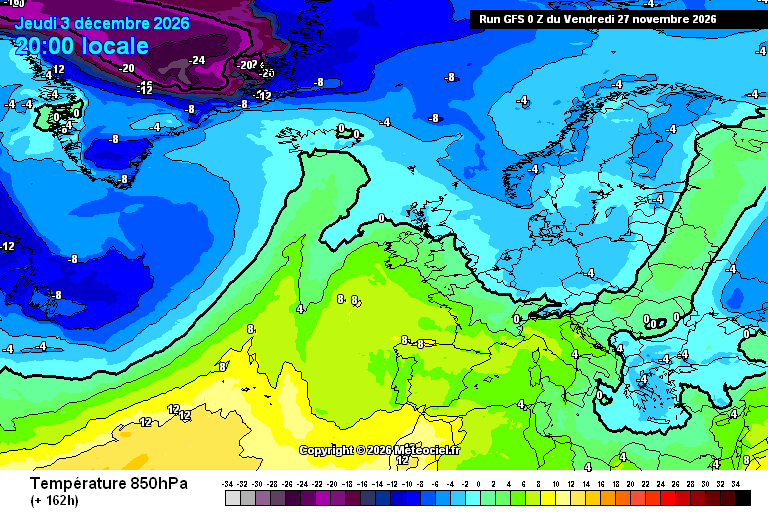 Jeudi 3 décembre 2026
20:00 locale
Run GFS 0 Z du Vendredi 27 novembre 2026
Copyright © 2026 Météociel.fr
Température 850hPa
(+ 162h)
-34 -32 -30 -28 -26 -24 -22 -20 -18 -16 -14 -12 -10 -8 -6 -4 -2 0 2 4 6 8 10 12 14 16 18 20 22 24 26 28 30 32 34